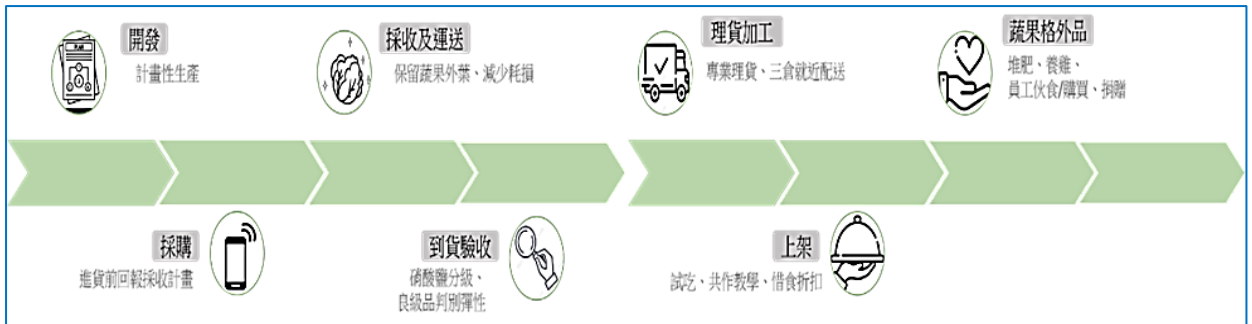 開發
計畫性生產
採購
進貨前回報採收計畫
採收及運送
保留蔬果外葉、減少耗損
到貨驗收
硝酸鹽分級、
良級品判別彈性
理貨加工
專業理貨、三倉就近配送
上架
試吃、共作教學、惜食折扣
蔬果格外品
堆肥、養雞、
員工伙食/購買、捐贈
PLAN